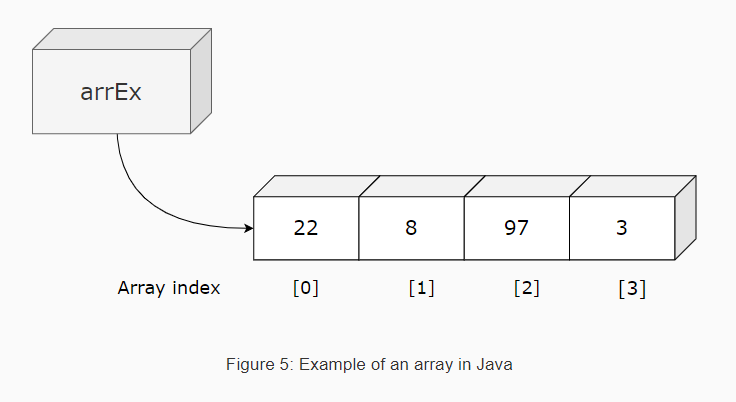 arrEx
22 8 97 3
Array index [0] [1] [2] [3]
Figure 5: Example of an array in Java